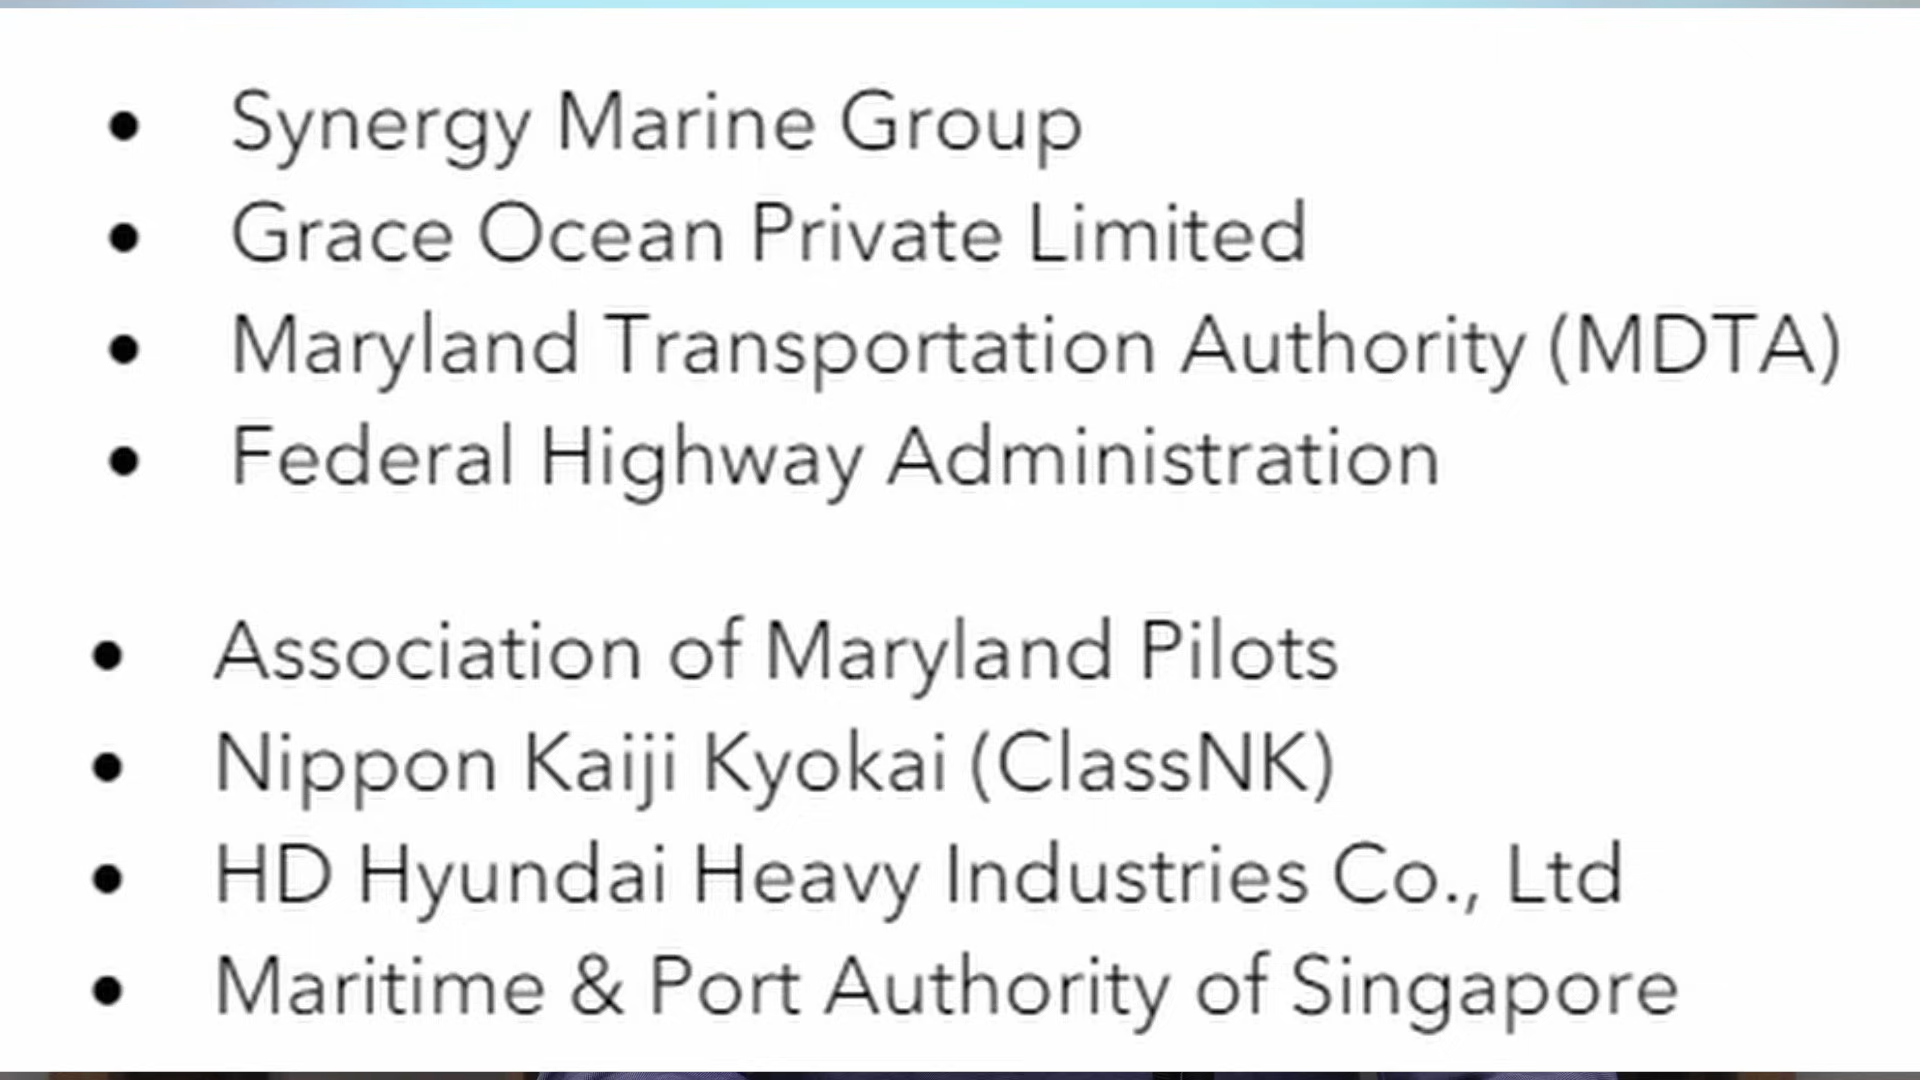 • Synergy Marine Group
• Grace Ocean Private Limited
• Maryland Transportation Authority (MDTA)
• Federal Highway Administration
• Association of Maryland Pilots
• Nippon Kaiji Kyokai (ClassNK)
• HD Hyundai Heavy Industries Co., Ltd
• Maritime & Port Authority of Singapore